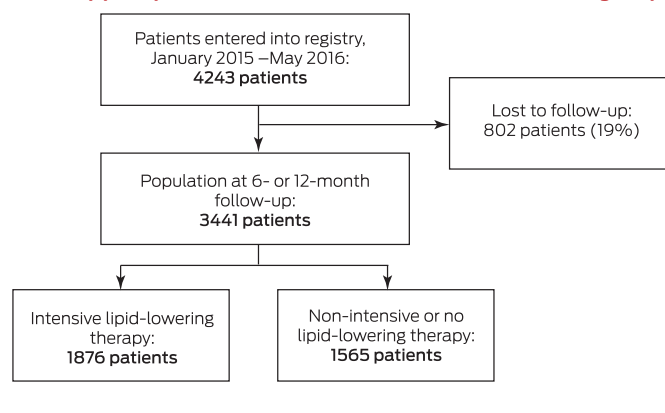 Patients entered into registry,
January 2015 –May 2016:
4243 patients
Lost to follow-up:
802 patients (19%)
Population at 6- or 12-month
follow-up:
3441 patients
Intensive lipid-lowering
therapy:
1876 patients
Non-intensive or no
lipid-lowering therapy:
1565 patients